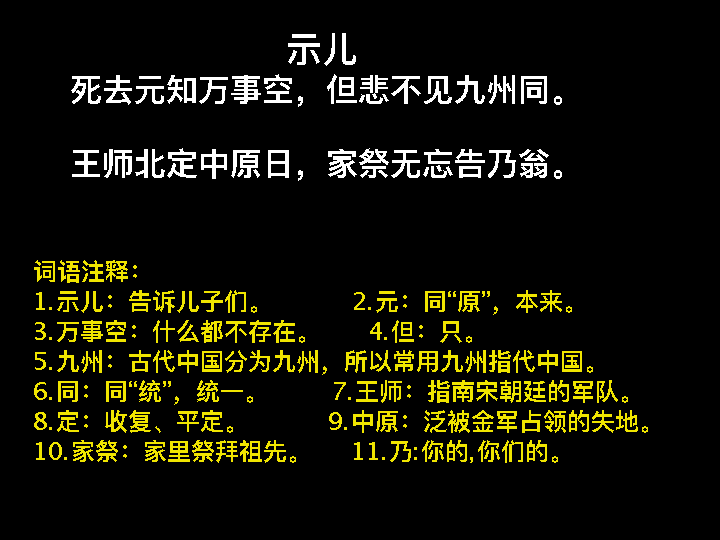 示儿
死去元知万事空，但悲不见九州同。
王师北定中原日，家祭无忘告乃翁。
词语注释：
1.示儿：告诉儿子们。 2.元：同“原”，本来。
3.万事空：什么都不存在。 4.但：只。
5.九州：古代中国分为九州，所以常用九州指代中国。
6.同：同“统”，统一。 7.王师：指南宋朝廷的军队。
8.定：收复、平定。 9.中原：泛被金军占领的失地。
10.家祭：家里祭拜祖先。 11.乃:你的,你们的。